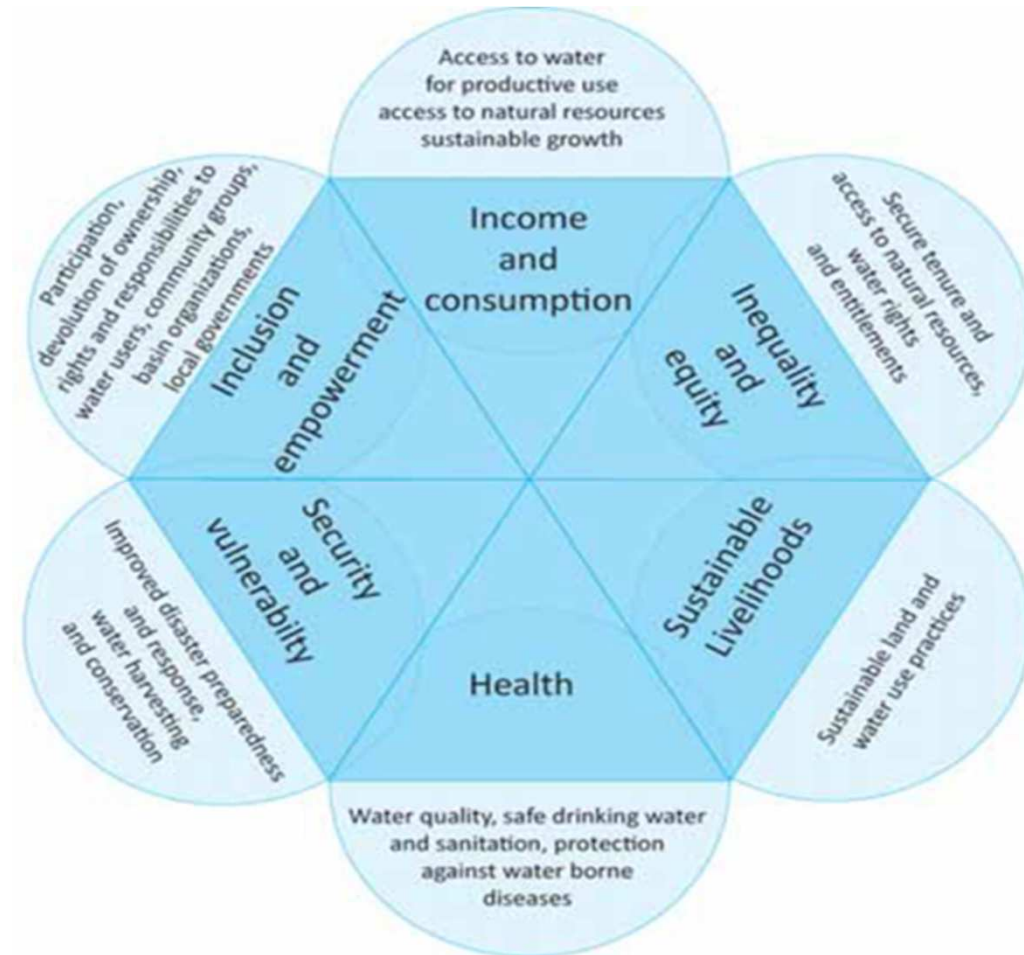 Access to water
for productive use
access to natural resources
sustainable growth
Income
and
consumption
Secure tenure and
access to natural resources,
water rights
and entitlements
Inequality
and
equity
Sustainable
Livelihoods
Sustainable land and
water use practices
Health
Water quality, safe drinking water
and sanitation, protection
against water borne
diseases
Security
and
vulnerabilty
Improved disaster preparedness
and response,
water harvesting
and conservation
Inclusion
and
empowerment
Participation,
devolution of ownership,
rights and responsibilities to
water users, community groups,
basin organizations,
local governments